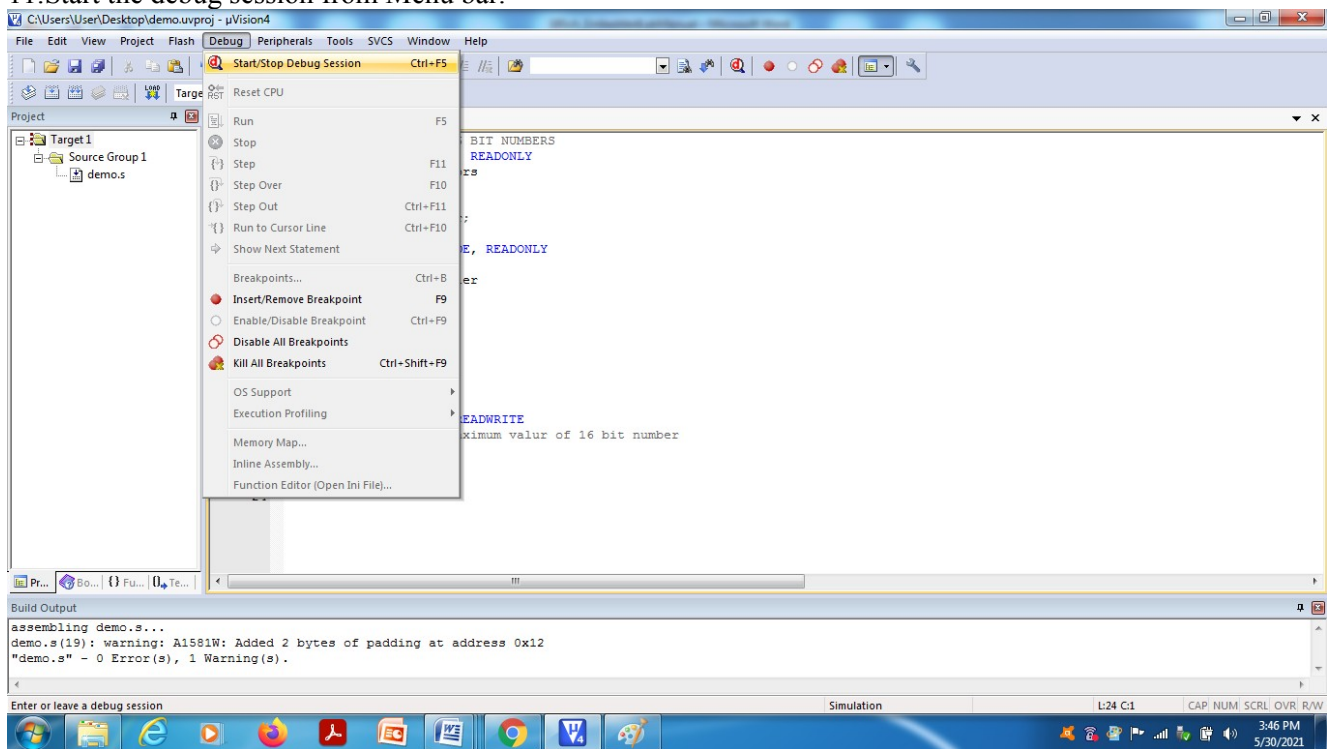 11.Start the debug session from Menu bar.
C:\Users\User\Desktop\demo.uvproj - µVision4
File Edit View Project Flash Debug Peripherals Tools SVCS Window Help
Start/Stop Debug Session Ctrl+F5
LOAD Targe
RST Reset CPU
Project
Run F5
Target 1
Stop
BIT NUMBERS
Source Group 1
READONLY
Step F11
demo.s
rs
Step Over F10
Step Out Ctrl+F11
;
Run to Cursor Line Ctrl+F10
Show Next Statement
E, READONLY
Breakpoints... Ctrl+B
er
Insert/Remove Breakpoint F9
Enable/Disable Breakpoint Ctrl+F9
Disable All Breakpoints
Kill All Breakpoints Ctrl+Shift+F9
OS Support
Execution Profiling
EADWRITE
ximum valur of 16 bit number
Memory Map...
Inline Assembly...
Function Editor (Open Ini File)...
Pr... Bo... {} Fu... Te...
Build Output
assembling demo.s...
demo.s(19): warning: A1581W: Added 2 bytes of padding at address 0x12
"demo.s" - 0 Error(s), 1 Warning(s).
Enter or leave a debug session Simulation L:24 C:1 CAP NUM SCRL OVR R/W
3:46 PM
5/30/2021